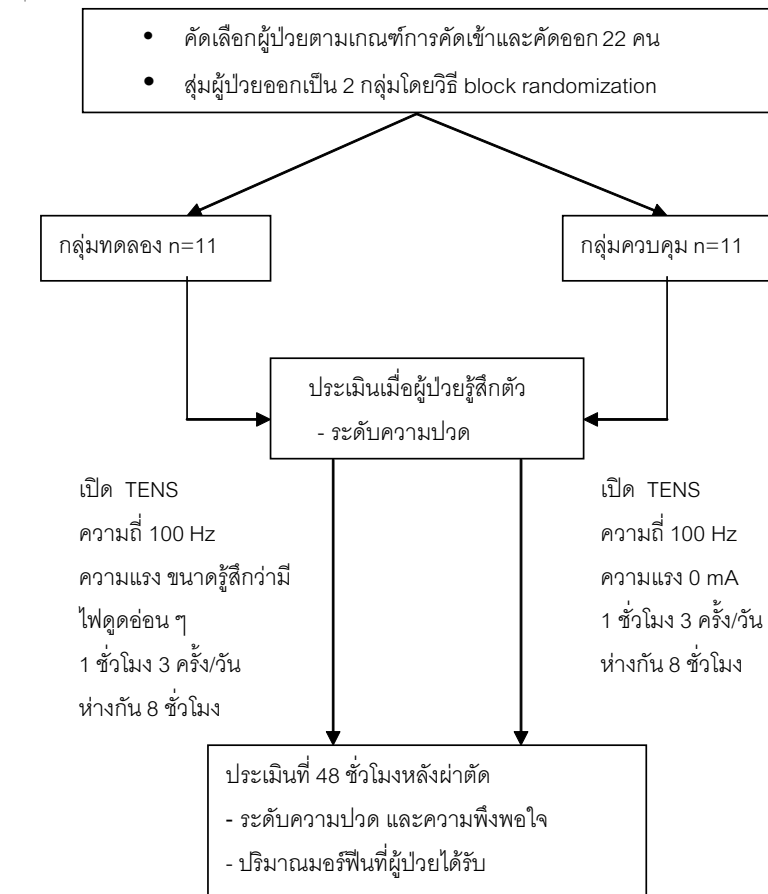 • คัดเลือกผู้ป่วยตามเกณฑ์การคัดเข้าและคัดออก 22 คน
• สุ่มผู้ป่วยออกเป็น 2 กลุ่มโดยวิธี block randomization
กลุ่มทดลอง n=11
กลุ่มควบคุม n=11
ประเมินเมื่อผู้ป่วยรู้สึกตัว
- ระดับความปวด
เปิด TENS
ความถี่ 100 Hz
ความแรง ขนาดรู้สึกว่ามี
ไฟดูดอ่อน ๆ
1 ชั่วโมง 3 ครั้ง/วัน
ห่างกัน 8 ชั่วโมง
เปิด TENS
ความถี่ 100 Hz
ความแรง 0 mA
1 ชั่วโมง 3 ครั้ง/วัน
ห่างกัน 8 ชั่วโมง
ประเมินที่ 48 ชั่วโมงหลังผ่าตัด
- ระดับความปวด และความพึงพอใจ
- ปริมาณมอร์ฟีนที่ผู้ป่วยได้รับ